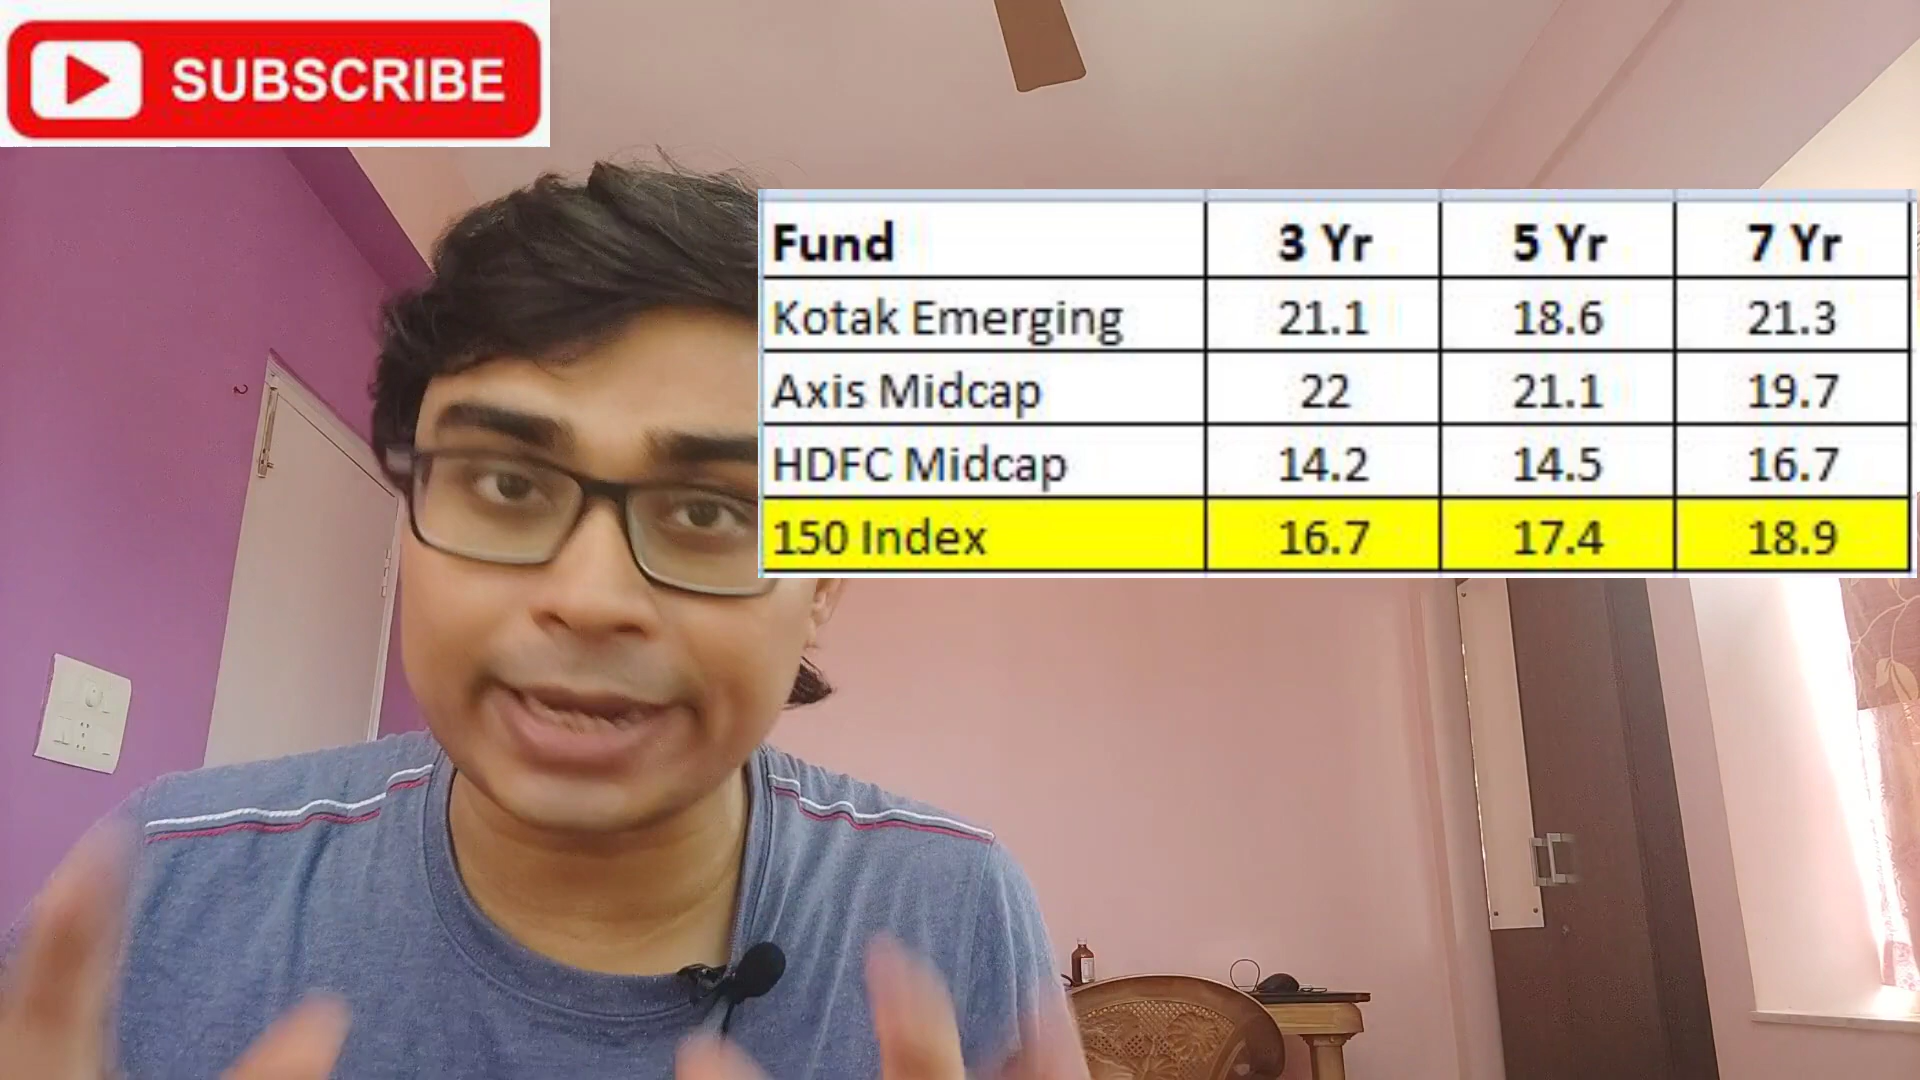 SUBSCRIBE
Fund 3 Yr 5 Yr 7 Yr
Kotak Emerging 21.1 18.6 21.3
Axis Midcap 22 21.1 19.7
HDFC Midcap 14.2 14.5 16.7
150 Index 16.7 17.4 18.9